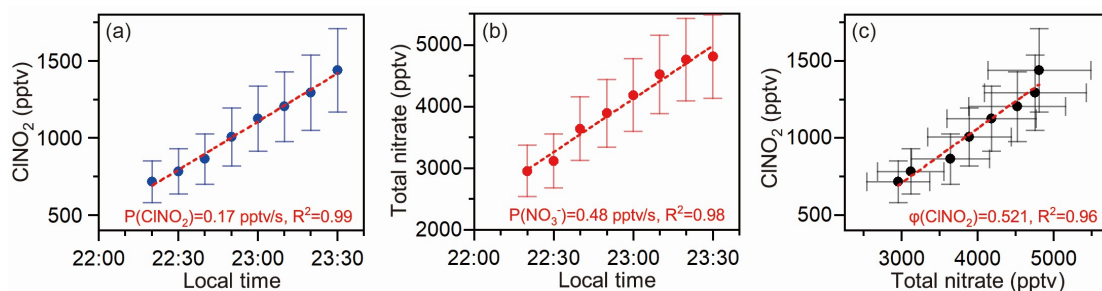 (a)
ClNO₂ (pptv)
1500
1000
500
P(ClNO₂)=0.17 pptv/s, R²=0.99
22:00 22:30 23:00 23:30
Local time
(b)
Total nitrate (pptv)
5000
4000
3000
2000
P(NO₃⁻)=0.48 pptv/s, R²=0.98
22:00 22:30 23:00 23:30
Local time
(c)
ClNO₂ (pptv)
1500
1000
500
φ(ClNO₂)=0.521, R²=0.96
3000 4000 5000
Total nitrate (pptv)